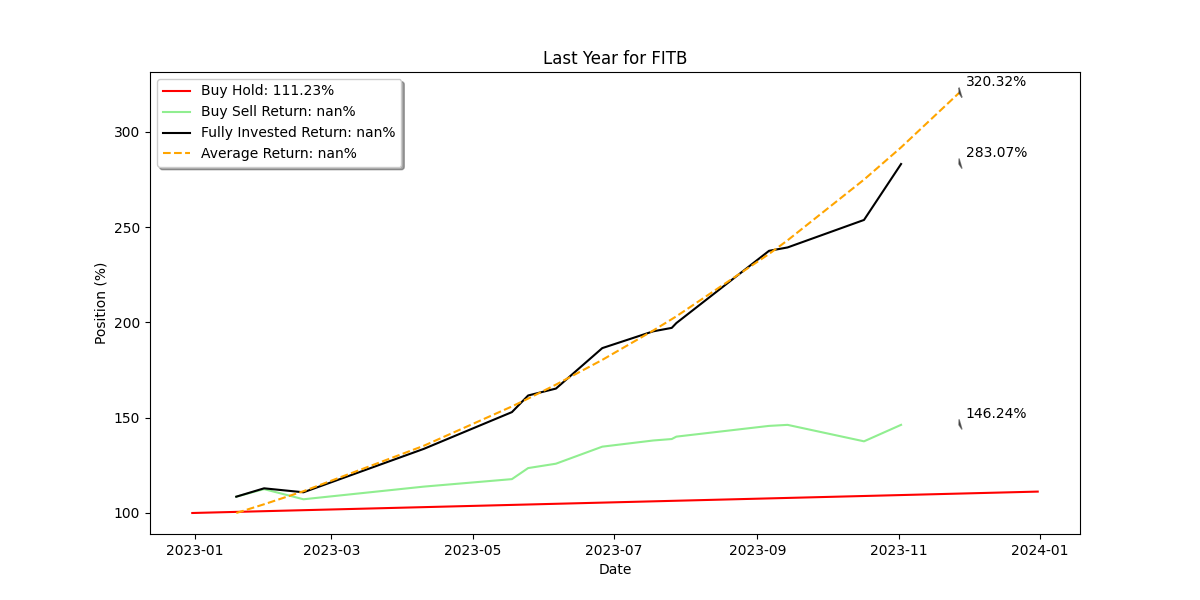 Last Year for FITB
Buy Hold: 111.23%
Buy Sell Return: nan%
Fully Invested Return: nan%
Average Return: nan%
320.32%
283.07%
146.24%
Position (%)
300
250
200
150
100
2023-01
2023-03
2023-05
2023-07
2023-09
2023-11
2024-01
Date